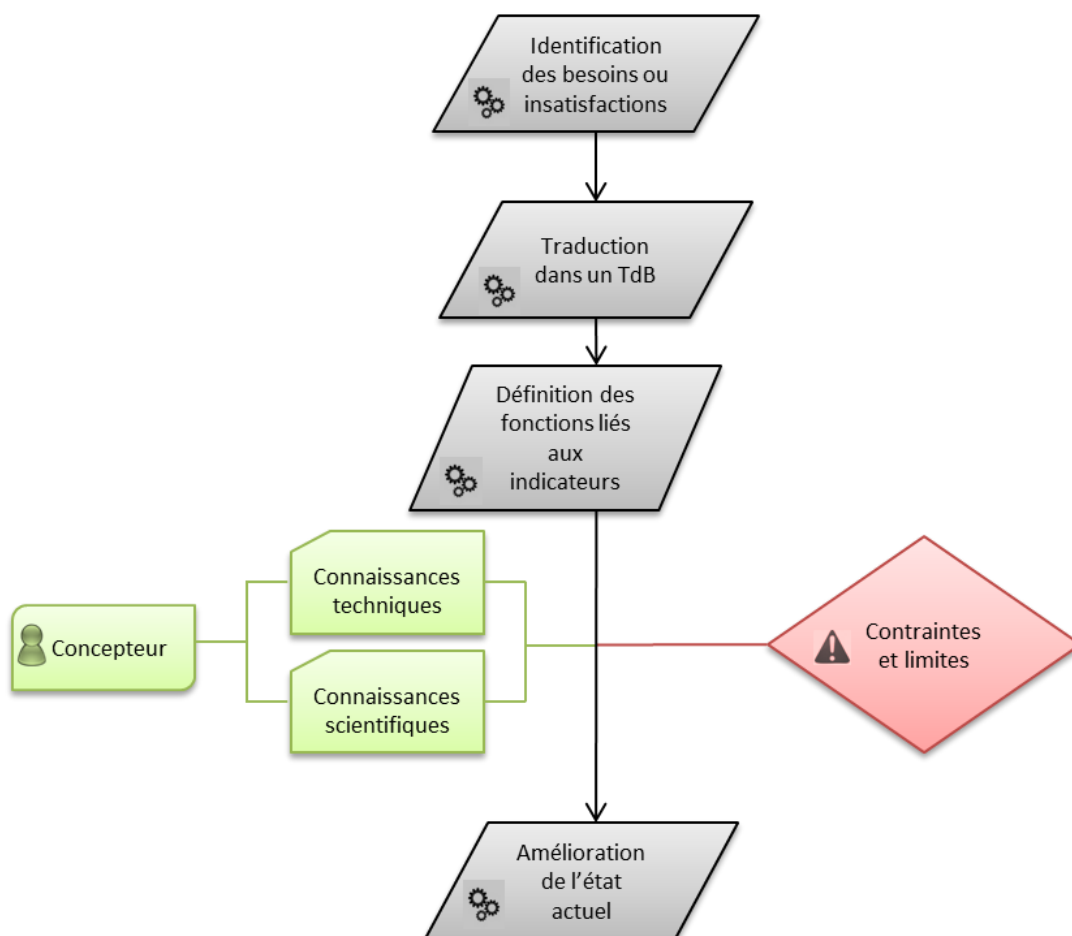 Identification
des besoins ou
insatisfactions
Traduction
dans un TdB
Définition des
fonctions liés
aux
indicateurs
Connaissances
techniques
Concepteur
Connaissances
scientifiques
Contraintes
et limites
Amélioration
de l’état
actuel